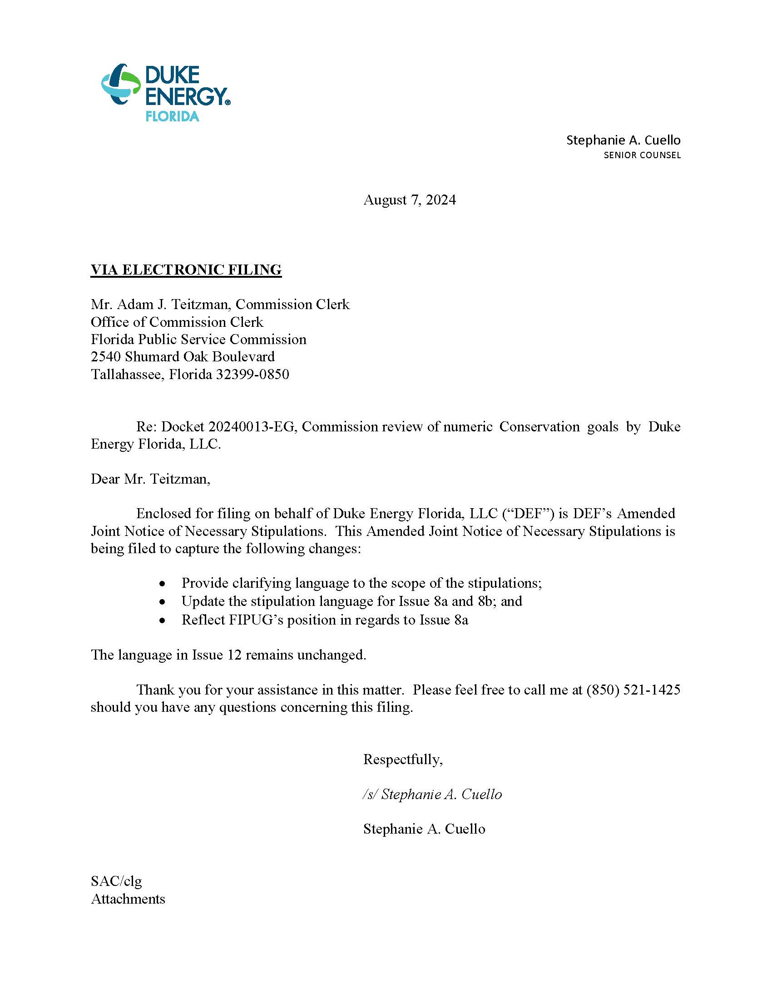 DUKE
ENERGY®
FLORIDA
Stephanie A. Cuello
SENIOR COUNSEL
August 7, 2024
VIA ELECTRONIC FILING
Mr. Adam J. Teitzman, Commission Clerk
Office of Commission Clerk
Florida Public Service Commission
2540 Shumard Oak Boulevard
Tallahassee, Florida 32399-0850
Re: Docket 20240013-EG, Commission review of numeric Conservation goals by Duke
Energy Florida, LLC.
Dear Mr. Teitzman,
Enclosed for filing on behalf of Duke Energy Florida, LLC (“DEF”) is DEF’s Amended
Joint Notice of Necessary Stipulations. This Amended Joint Notice of Necessary Stipulations is
being filed to capture the following changes:
• Provide clarifying language to the scope of the stipulations;
• Update the stipulation language for Issue 8a and 8b; and
• Reflect FIPUG’s position in regards to Issue 8a
The language in Issue 12 remains unchanged.
Thank you for your assistance in this matter. Please feel free to call me at (850) 521-1425
should you have any questions concerning this filing.
Respectfully,
/s/ Stephanie A. Cuello
Stephanie A. Cuello
SAC/clg
Attachments